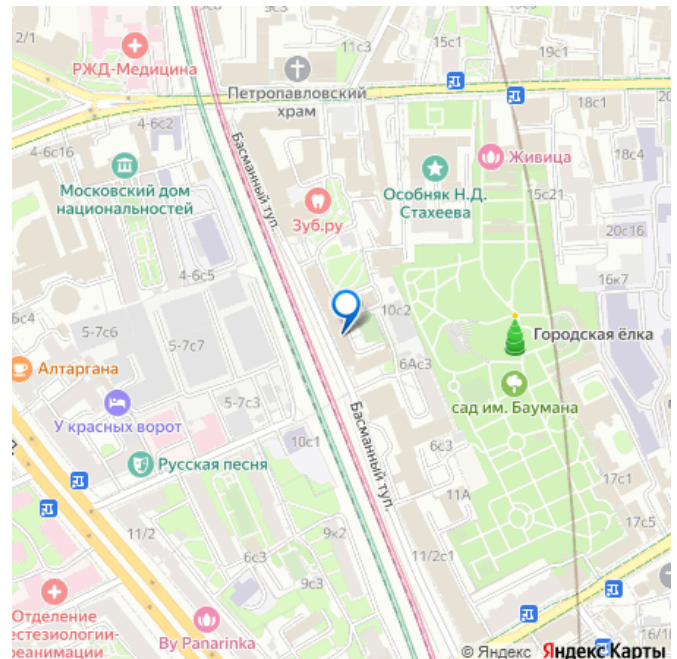 2/1
РЖД-Медицина
11с3
15с1
19с1
Петропавловский
храм
18с1
4-6с2
4-6с16
Басманный туп.
Живица
18с4
Московский дом
национальностей
Особняк Н.Д.
Стахеева
15с21
Зуб.ру
20с16
4-6с5
16к7
10с2
5с4
5-7с6
5-7с7
Городская ёлка
6Ас3
Алтаргана
5-7с3
сад им. Баумана
У красных ворот
Басманный туп.
10с1
6с3
Русская песня
17с1
11А
17с5
11/2
9к2
11/2с1
6с3
9с3
Отделение
естезиологии-
реанимации
By Panarinka
16/16
© Яндекс Яндекс Карты